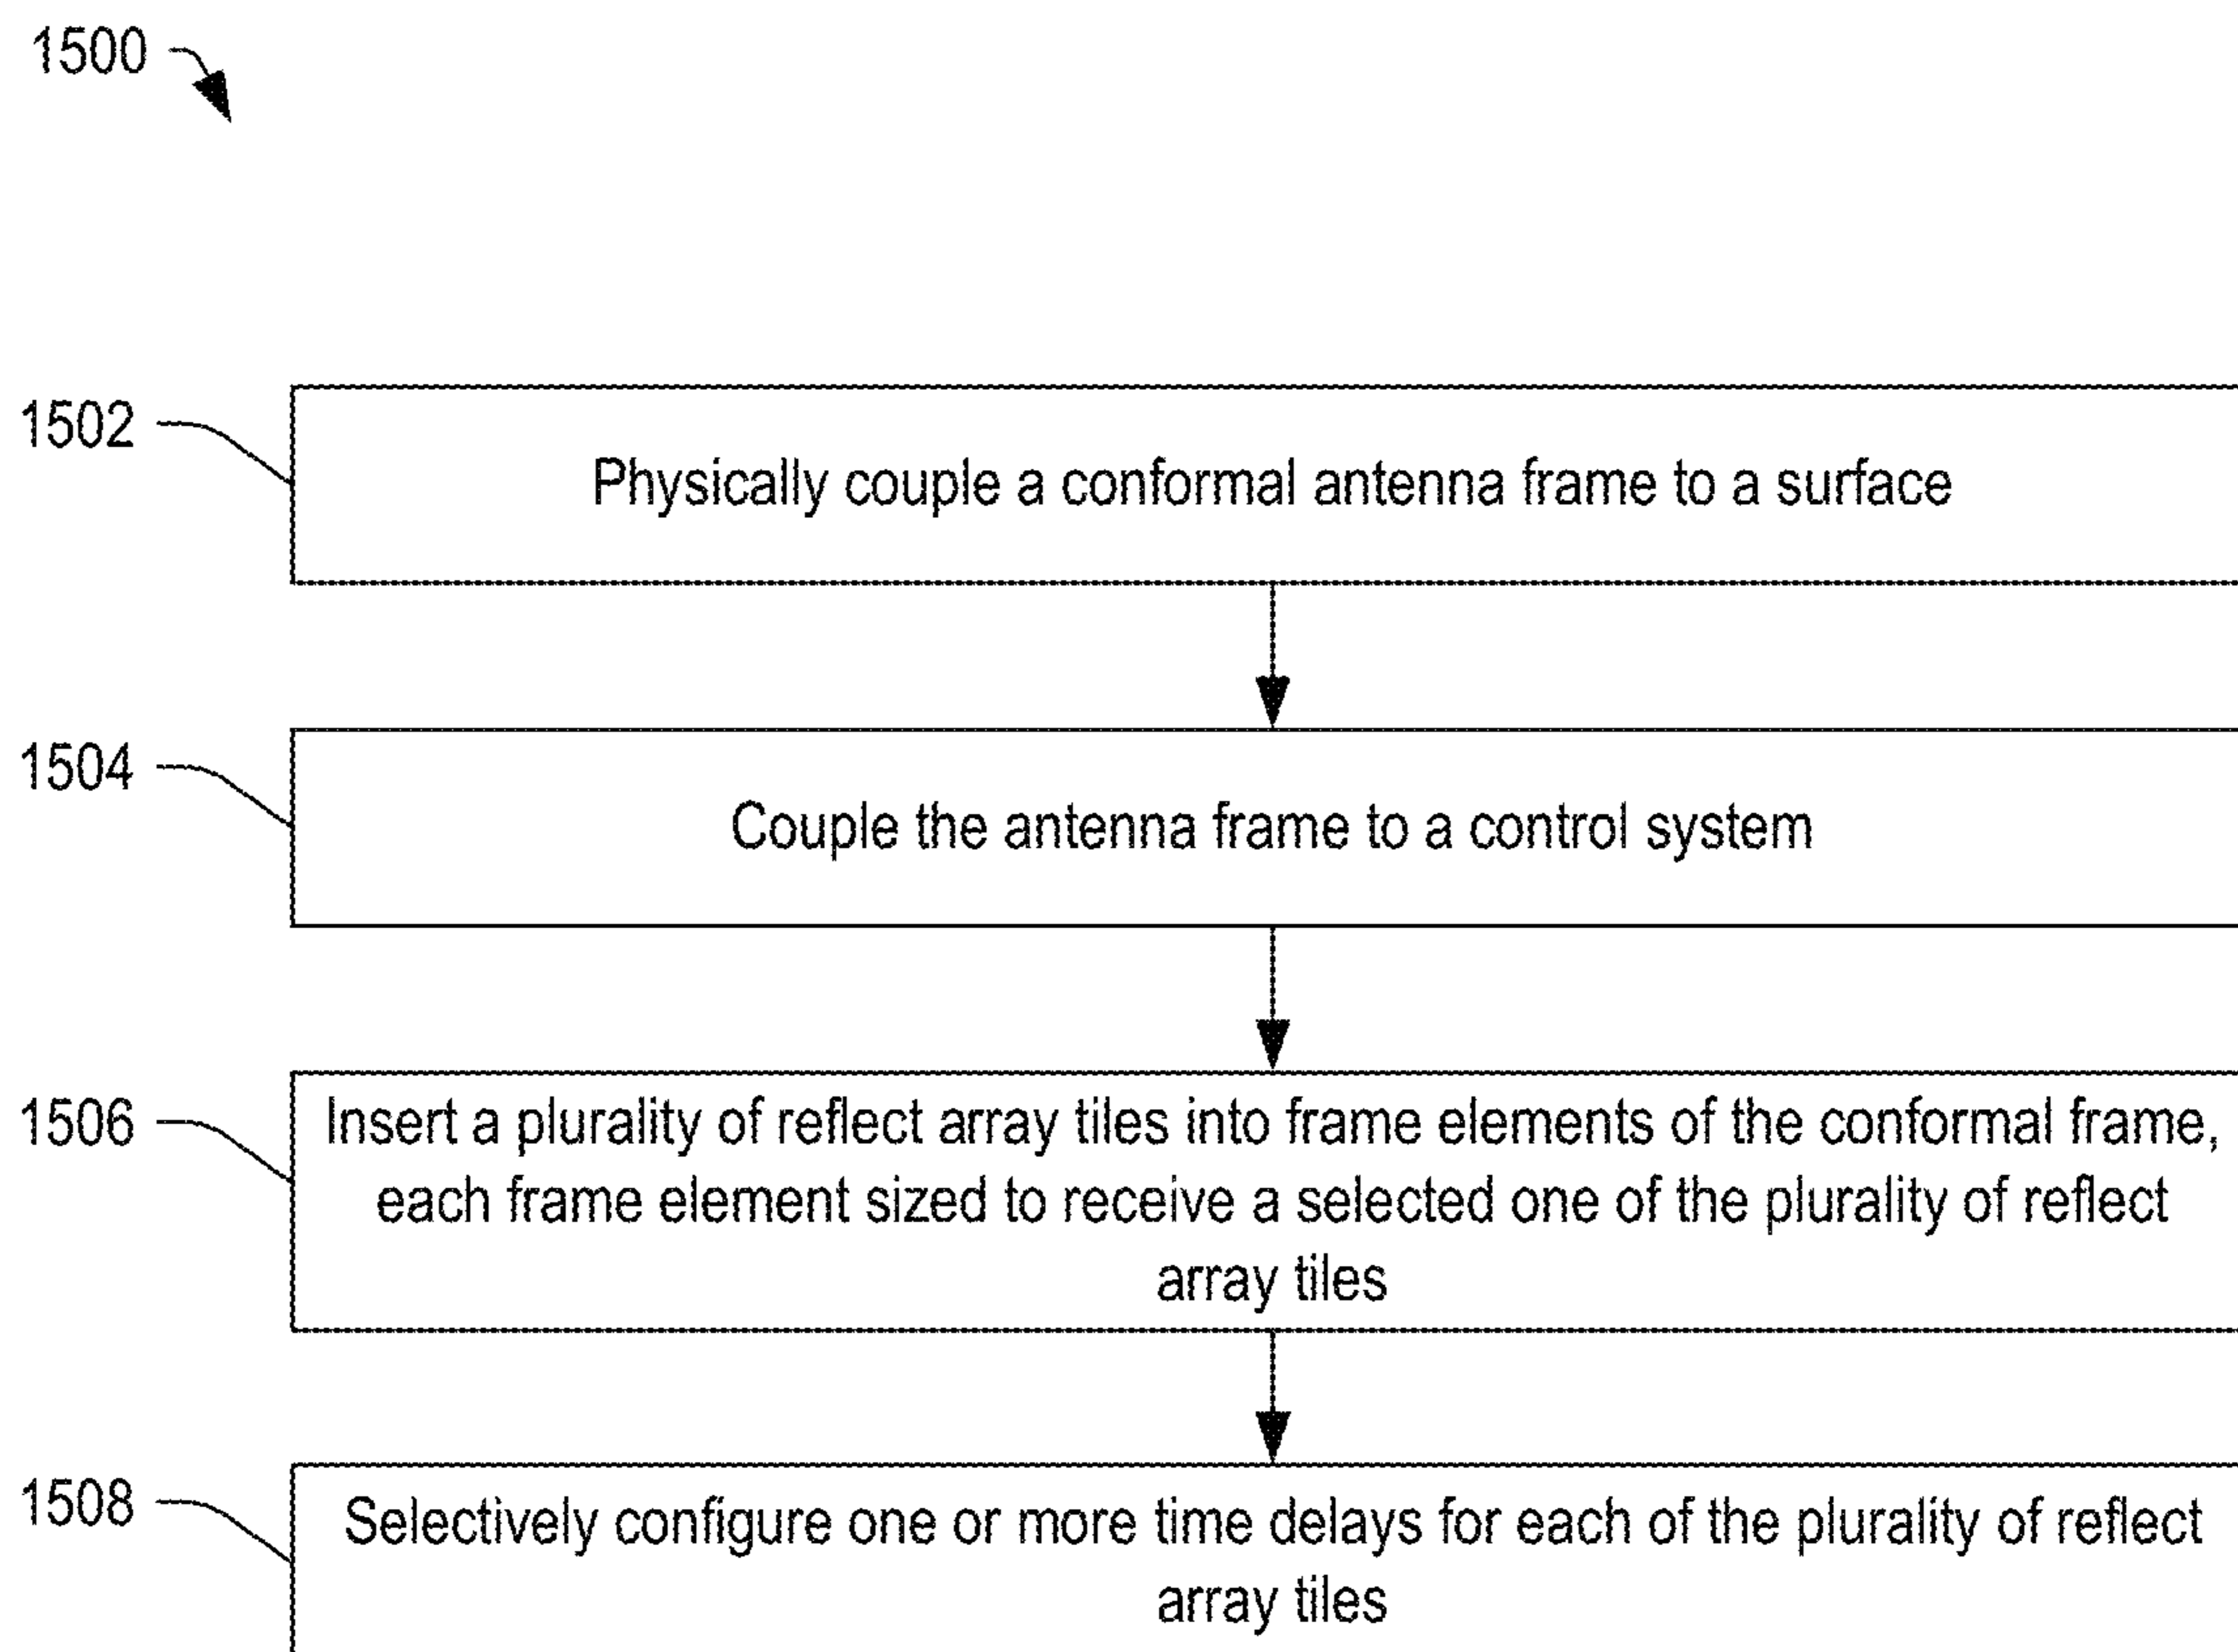 1500
1502
Physically couple a conformal antenna frame to a surface
1504
Couple the antenna frame to a control system
1506
Insert a plurality of reflect array tiles into frame elements of the conformal frame,
each frame element sized to receive a selected one of the plurality of reflect
array tiles
1508
Selectively configure one or more time delays for each of the plurality of reflect
array tiles